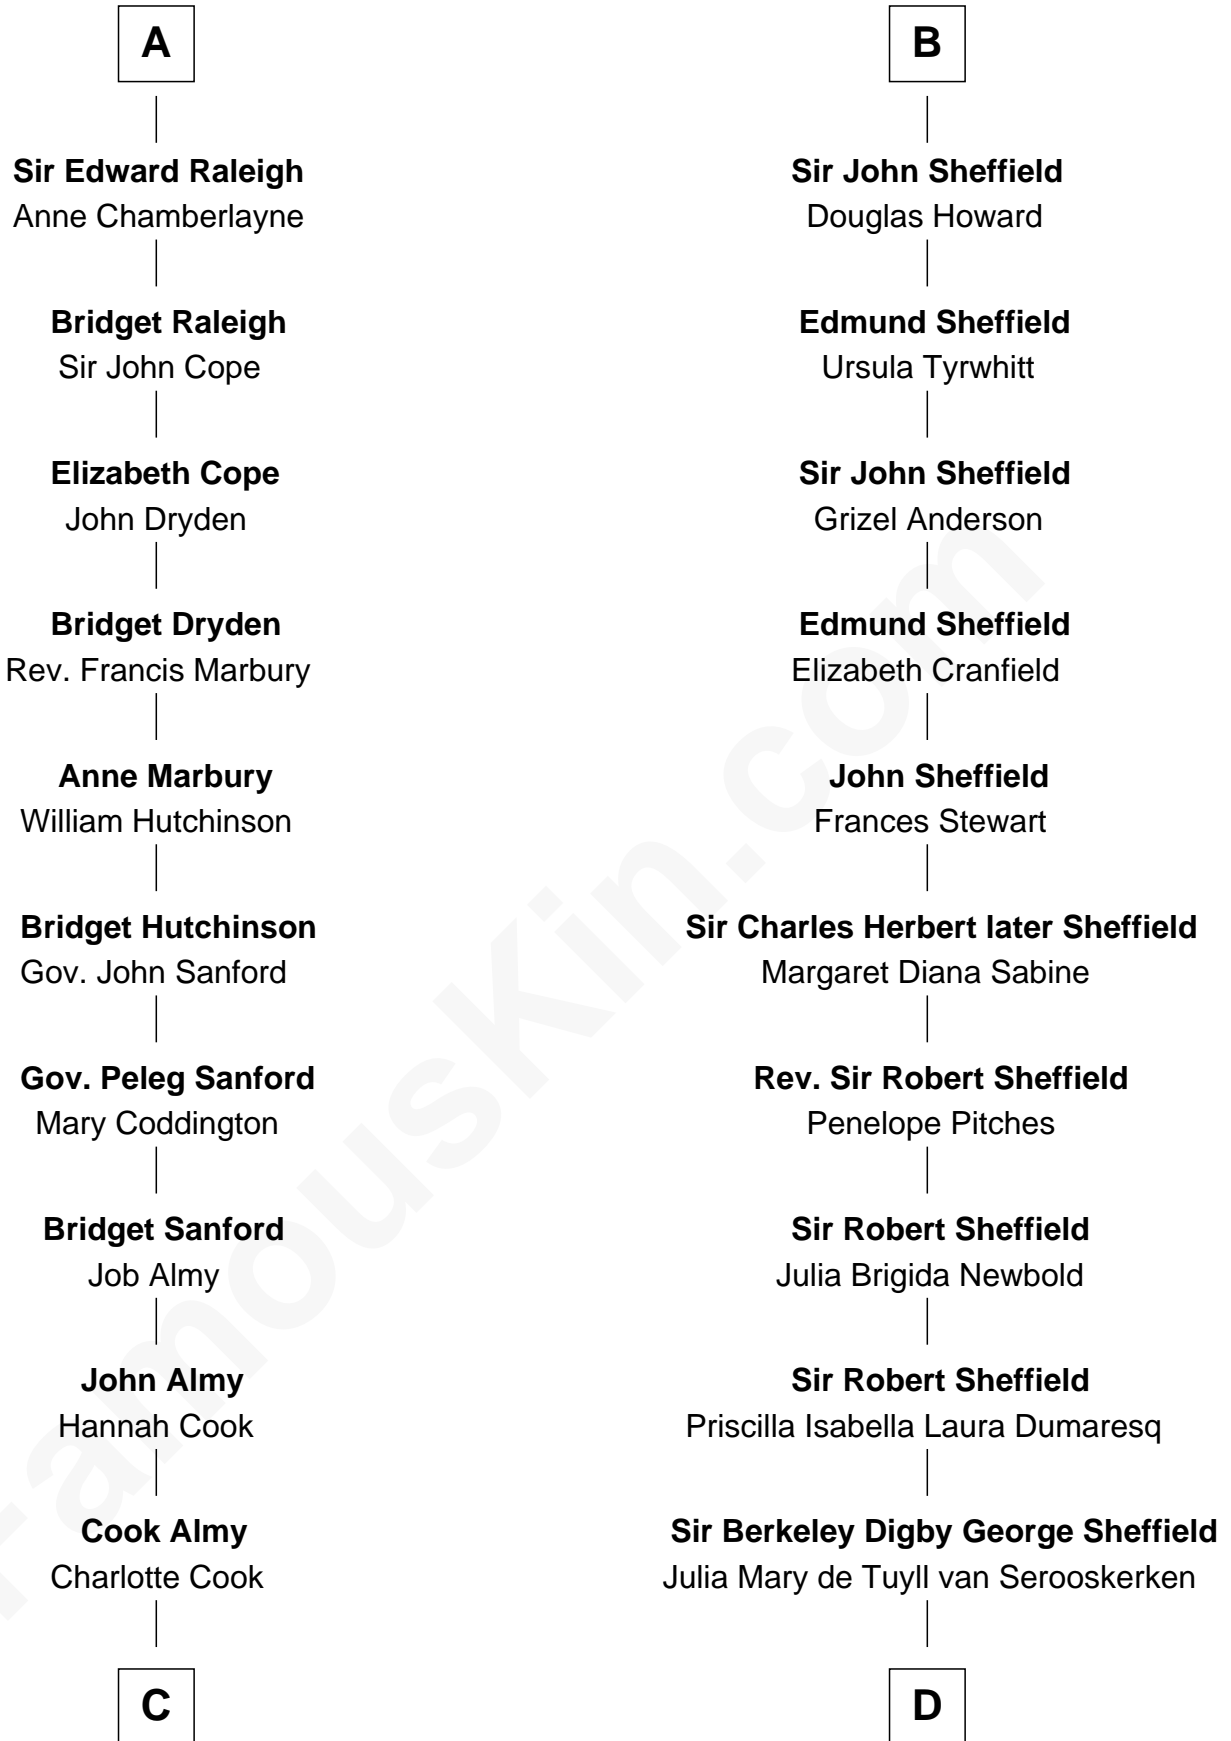 A
Sir Edward Raleigh
Anne Chamberlayne
Bridget Raleigh
Sir John Cope
Elizabeth Cope
John Dryden
Bridget Dryden
Rev. Francis Marbury
Anne Marbury
William Hutchinson
Bridget Hutchinson
Gov. John Sanford
Gov. Peleg Sanford
Mary Coddington
Bridget Sanford
Job Almy
John Almy
Hannah Cook
Cook Almy
Charlotte Cook
C
B
Sir John Sheffield
Douglas Howard
Edmund Sheffield
Ursula Tyrwhitt
Sir John Sheffield
Grizel Anderson
Edmund Sheffield
Elizabeth Cranfield
John Sheffield
Frances Stewart
Sir Charles Herbert later Sheffield
Margaret Diana Sabine
Rev. Sir Robert Sheffield
Penelope Pitches
Sir Robert Sheffield
Julia Brigida Newbold
Sir Robert Sheffield
Priscilla Isabella Laura Dumaresq
Sir Berkeley Digby George Sheffield
Julia Mary de Tuyll van Serooskerken
D
FamousKin.com